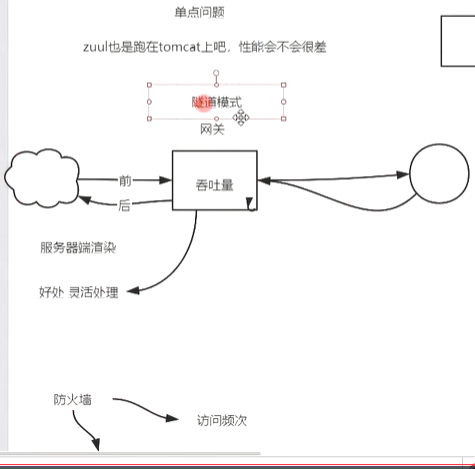 单点问题
zuul也是跑在tomcat上吧，性能会不会很差
隧道模式
网关
前
吞吐量
后
服务器端渲染
好处 灵活处理
防火墙
访问频次